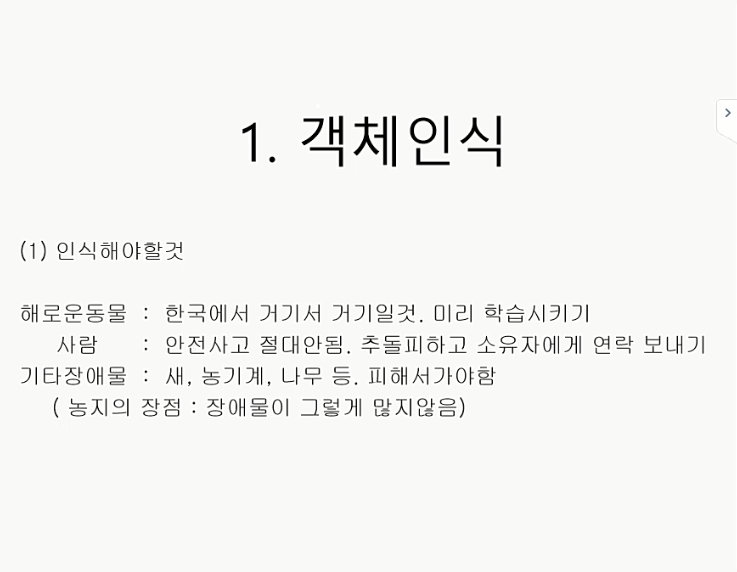 1. 객체인식
(1) 인식해야할것
해로운동물 : 한국에서 거기서 거기일것. 미리 학습시키기
사람 : 안전사고 절대안됨. 추돌피하고 소유자에게 연락 보내기
기타장애물 : 새, 농기계, 나무 등. 피해서가야함
( 농지의 장점 : 장애물이 그렇게 많지않음)